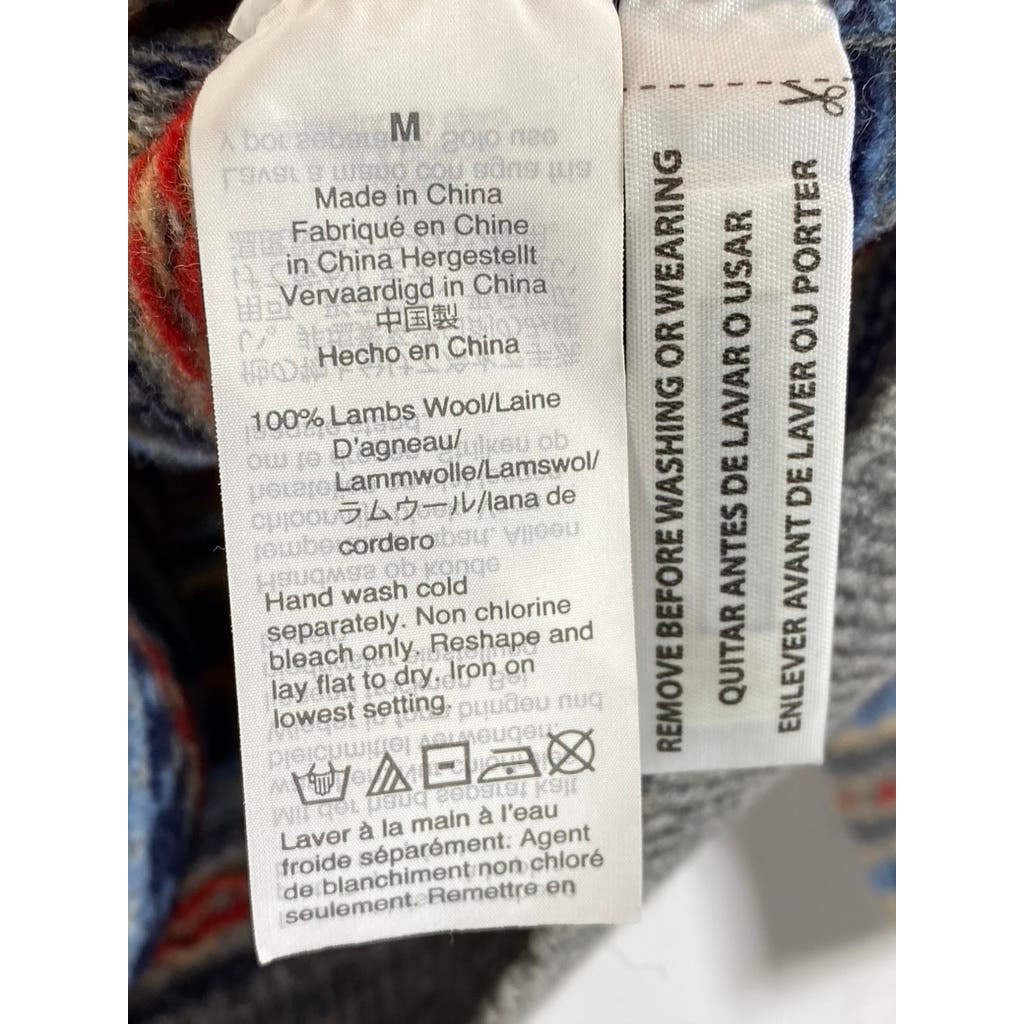 M
Made in China
Fabriqué en Chine
in China Hergestellt
Vervaardigd in China
中国製
Hecho en China
100% Lambs Wool/Laine
D'agneau/
Lammwolle/Lamswol/
ラムウール/lana de
cordero
Hand wash cold
separately. Non chlorine
bleach only. Reshape and
lay flat to dry. Iron on
lowest setting.
Laver à la main à l'eau
froide séparément. Agent
de blanchiment non chloré
seulement. Remettre en
REMOVE BEFORE WASHING OR WEARING
QUITAR ANTES DE LAVAR O USAR
ENLEVER AVANT DE LAVER OU PORTER